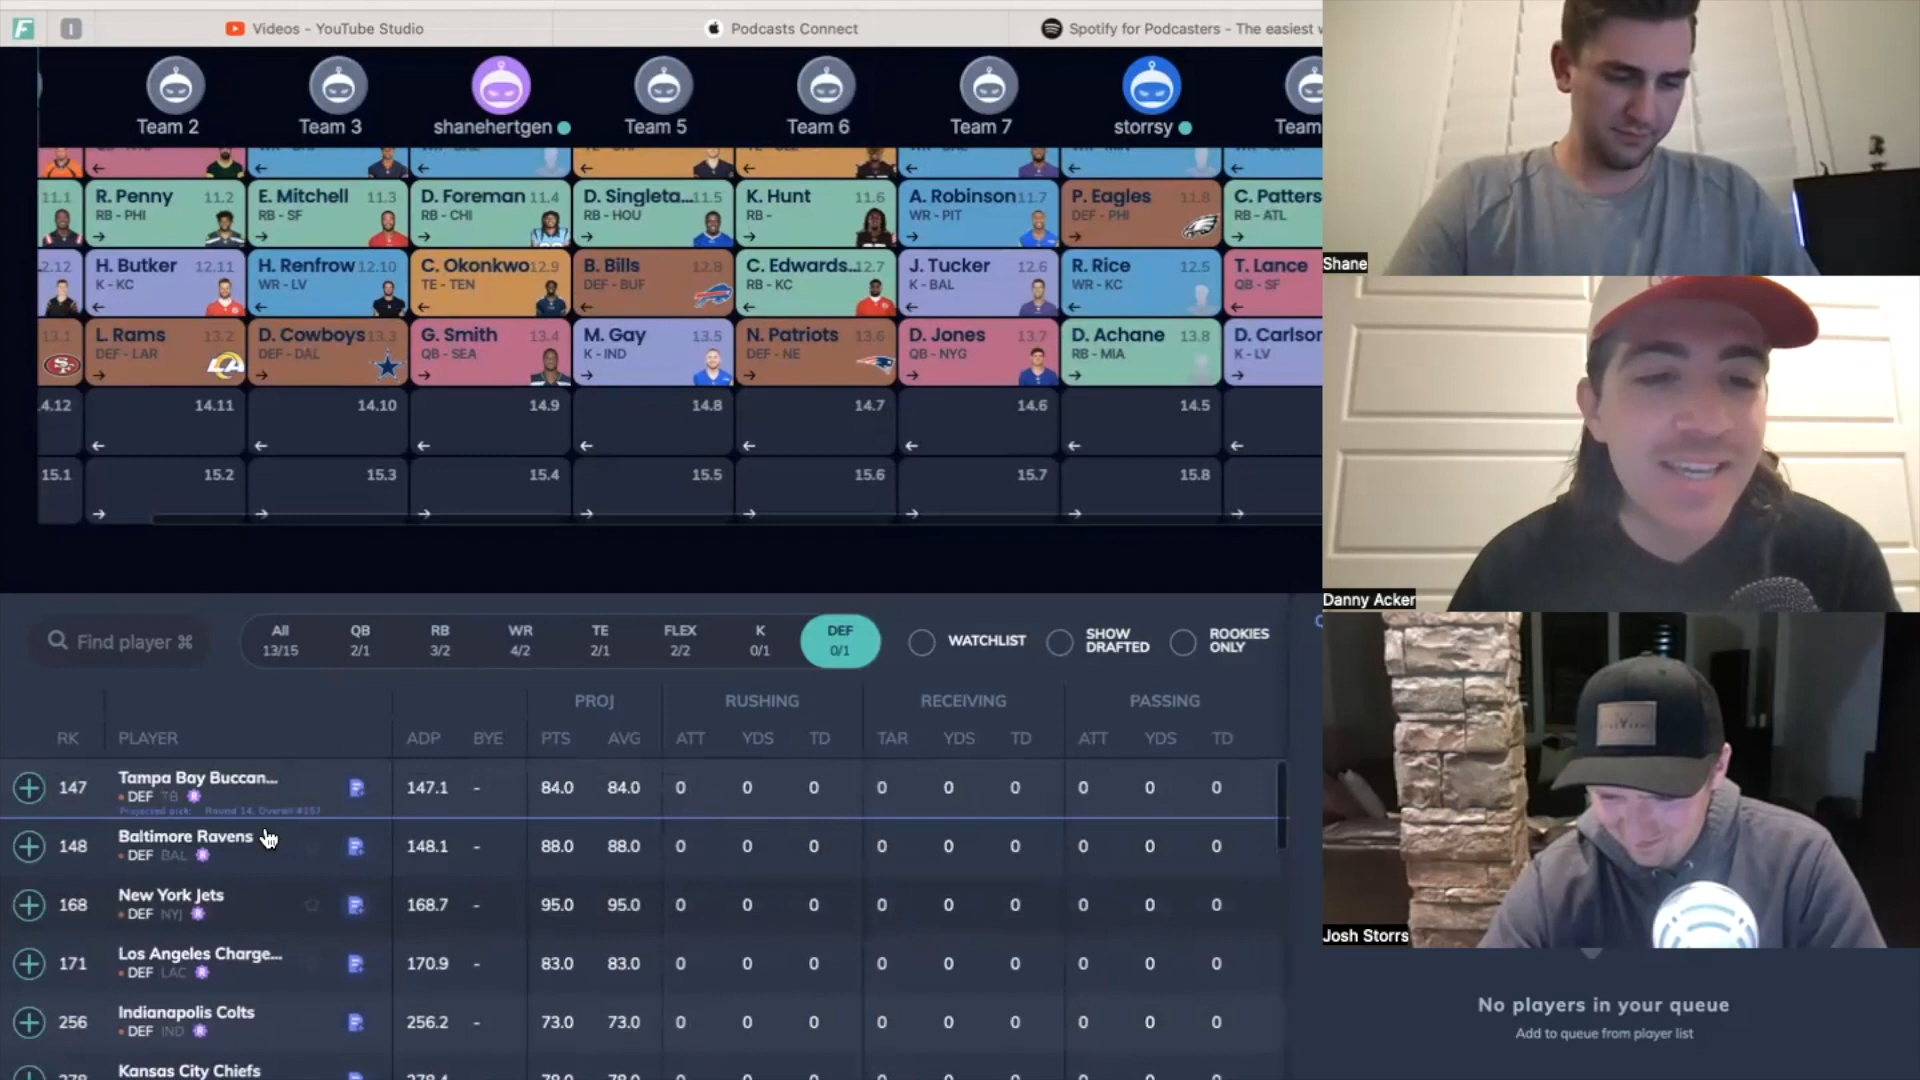 Videos - YouTube Studio
Podcasts Connect
Spotify for Podcasters - The easiest
Team 2
Team 3
shanehertgen
Team 5
Team 6
Team 7
storrsy
Team
11.1
R. Penny 11.2
RB - PHI
E. Mitchell 11.3
RB - SF
D. Foreman 11.4
RB - CHI
D. Singleta... 11.5
RB - HOU
K. Hunt 11.6
RB -
A. Robinson 11.7
WR - PIT
P. Eagles 11.8
DEF - PHI
C. Patters
RB - ATL
2.12
H. Butker 12.11
K - KC
H. Renfrow 12.10
WR - LV
C. Okonkwo 12.9
TE - TEN
B. Bills 12.8
DEF - BUF
C. Edwards... 12.7
RB - KC
J. Tucker 12.6
K - BAL
R. Rice 12.5
WR - KC
T. Lance
QB - SF
13.1
L. Rams 13.2
DEF - LAR
D. Cowboys 13.3
DEF - DAL
G. Smith 13.4
QB - SEA
M. Gay 13.5
K - IND
N. Patriots 13.6
DEF - NE
D. Jones 13.7
QB - NYG
D. Achane 13.8
RB - MIA
D. Carlson
K - LV
4.12 14.11 14.10 14.9 14.8 14.7 14.6 14.5
15.1 15.2 15.3 15.4 15.5 15.6 15.7 15.8
Find player ⌘
All QB RB WR TE FLEX K DEF
13/15 2/1 3/2 4/2 2/1 2/2 0/1 0/1
WATCHLIST
SHOW DRAFTED
ROOKIES ONLY
PROJ RUSHING RECEIVING PASSING
RK PLAYER ADP BYE PTS AVG ATT YDS TD TAR YDS TD ATT YDS TD
147 Tampa Bay Buccan... 147.1 - 84.0 84.0 0 0 0 0 0 0 0 0 0
DEF TB
Projected pick: Round 14, Overall #157
148 Baltimore Ravens 148.1 - 88.0 88.0 0 0 0 0 0 0 0 0 0
DEF BAL
168 New York Jets 168.7 - 95.0 95.0 0 0 0 0 0 0 0 0 0
DEF NYJ
171 Los Angeles Charge... 170.9 - 83.0 83.0 0 0 0 0 0 0 0 0 0
DEF LAC
256 Indianapolis Colts 256.2 - 73.0 73.0 0 0 0 0 0 0 0 0 0
DEF IND
Kansas City Chiefs
Shane
Danny Acker
Josh Storrs
No players in your queue
Add to queue from player list